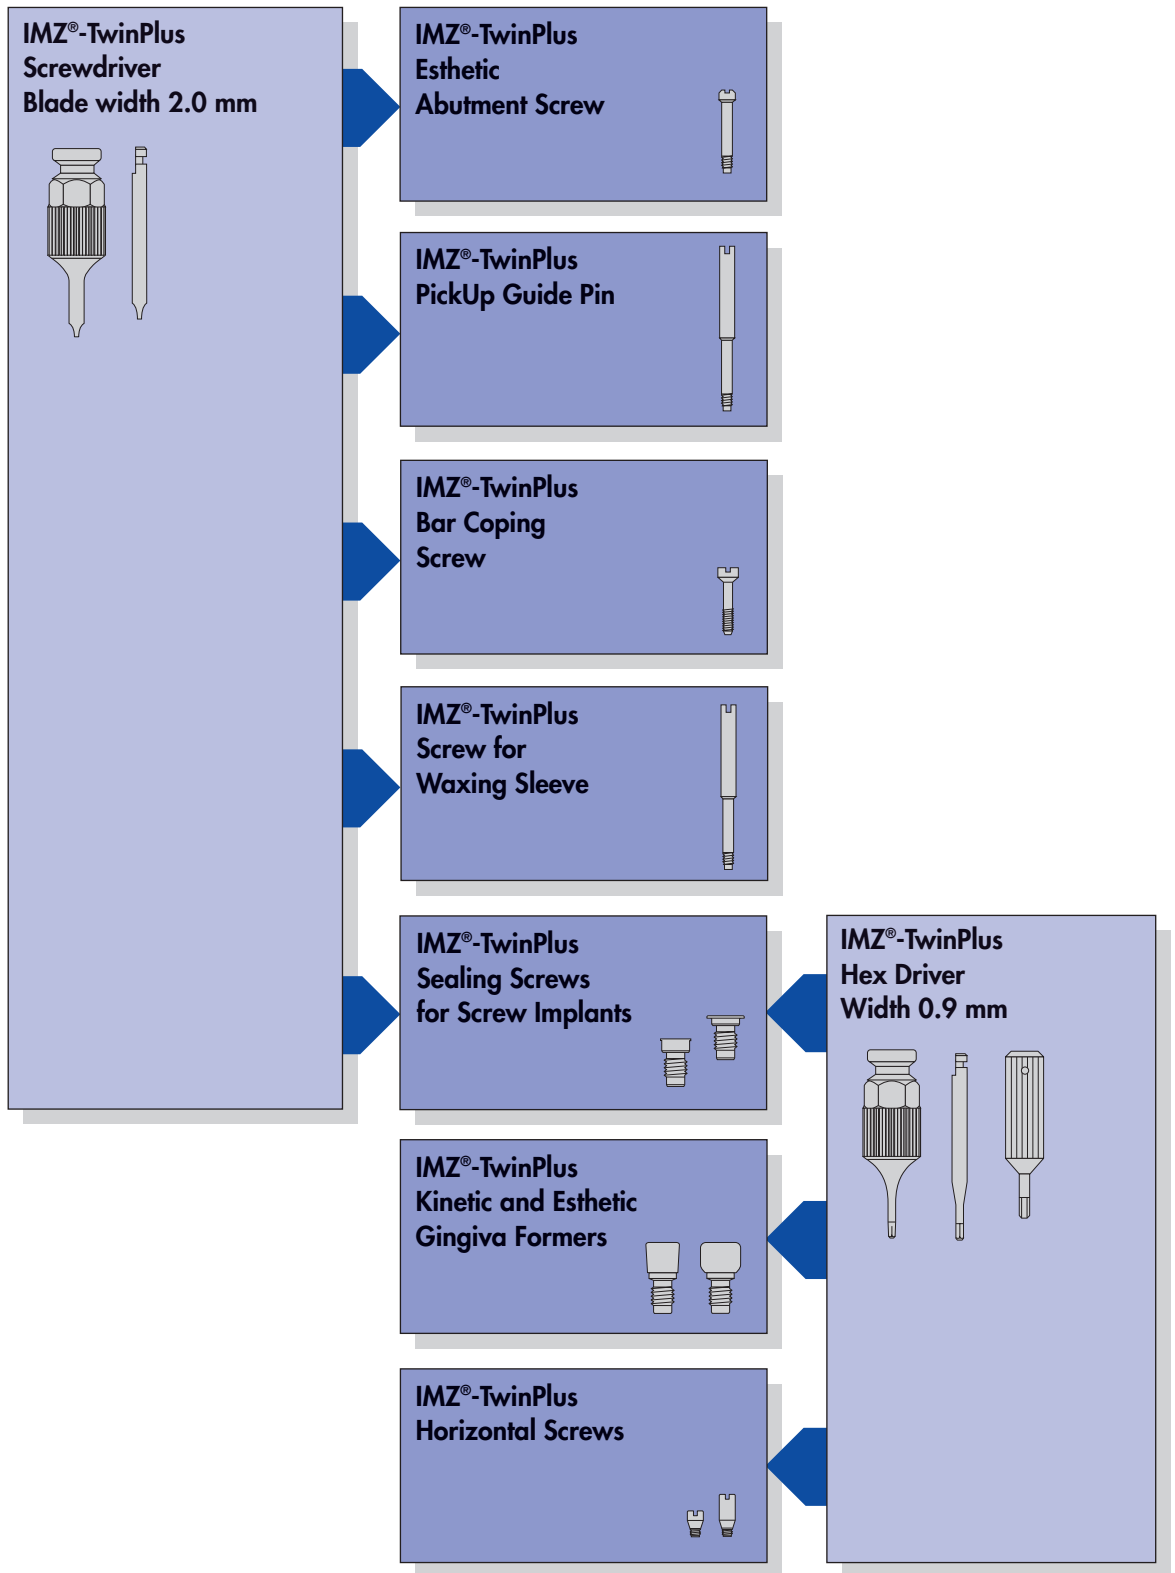 IMZ®-TwinPlus
Screwdriver
Blade width 2.0 mm
IMZ®-TwinPlus
Esthetic
Abutment Screw
IMZ®-TwinPlus
PickUp Guide Pin
IMZ®-TwinPlus
Bar Coping
Screw
IMZ®-TwinPlus
Screw for
Waxing Sleeve
IMZ®-TwinPlus
Sealing Screws
for Screw Implants
IMZ®-TwinPlus
Hex Driver
Width 0.9 mm
IMZ®-TwinPlus
Kinetic and Esthetic
Gingiva Formers
IMZ®-TwinPlus
Horizontal Screws